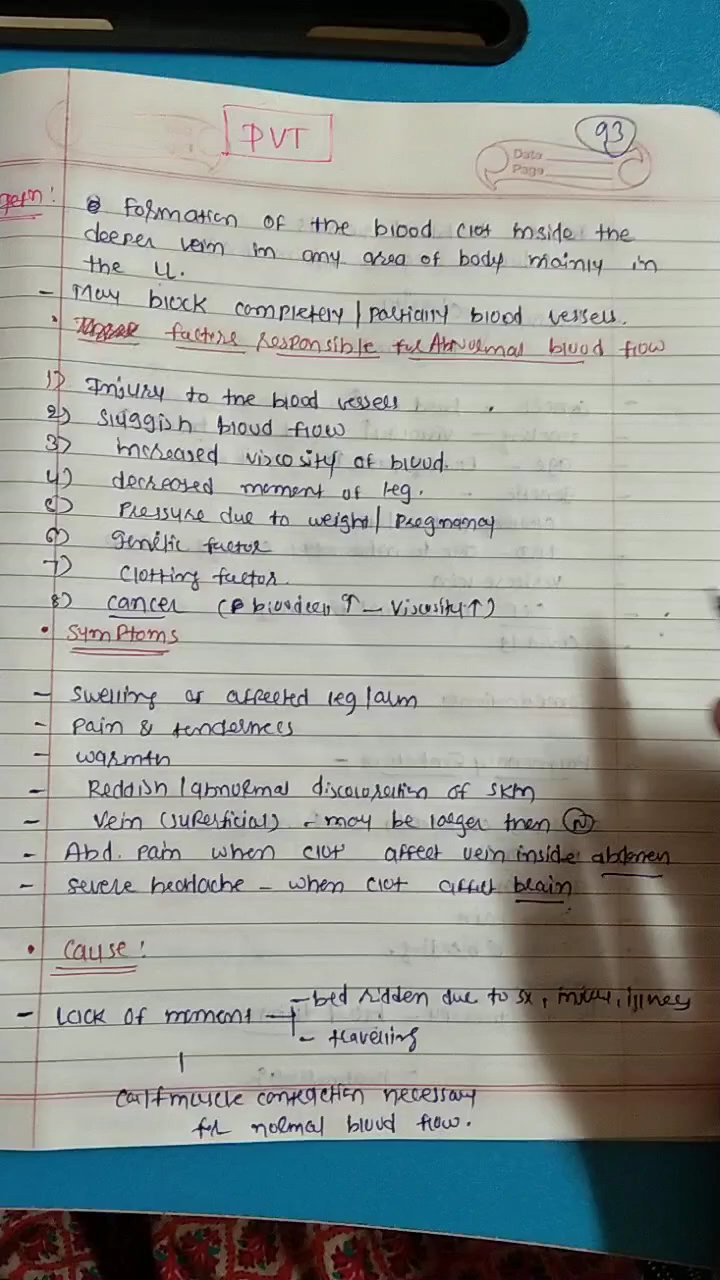 DVT
93
Date
Page
Defn:
Formation of the blood clot inside the
deeper vein in any area of body mainly in
the LL.
- May block completely / partially blood vessels.
• factors responsible for Abnormal blood flow
1) Injury to the blood vessels
2) Sluggish blood flow
3) increased viscosity of blood.
4) decreased moment of leg.
5) Pressure due to weight / Pregnancy
6) genetic factor
7) Clotting factor.
8) cancer ( ↑ - viscosity ↑)
• Symptoms
- Swelling of affected leg / arm
- Pain & tenderness
- warmth
- Reddish / abnormal discoloration of skin
- Vein (superficial) - may be larger then (N)
- Abd. pain when clot affect vein inside abdomen
- severe headache - when clot affect brain
• Cause:
- Lack of moment - bed ridden due to sx, injury, illness
- travelling
Calf muscle contraction necessary
for normal blood flow.